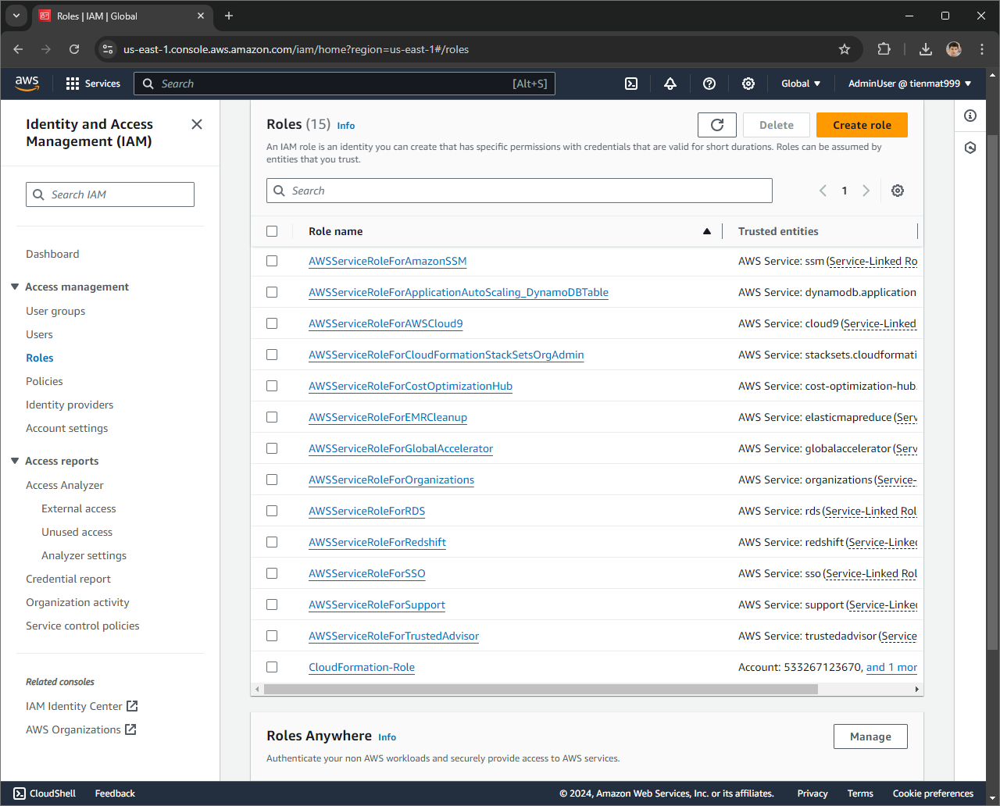 Roles | IAM | Global
us-east-1.console.aws.amazon.com/iam/home?region=us-east-1#/roles
aws
Services
Search
[Alt+S]
Global
AdminUser @ tienmat999
Identity and Access
Management (IAM)
Search IAM
Dashboard
Access management
User groups
Users
Roles
Policies
Identity providers
Account settings
Access reports
Access Analyzer
External access
Unused access
Analyzer settings
Credential report
Organization activity
Service control policies
Related consoles
IAM Identity Center
AWS Organizations
Roles (15) Info
Delete
Create role
An IAM role is an identity you can create that has specific permissions with credentials that are valid for short durations. Roles can be assumed by
entities that you trust.
Search
1
Role name
Trusted entities
AWSServiceRoleForAmazonSSM
AWS Service: ssm (Service-Linked Ro
AWSServiceRoleForApplicationAutoScaling_DynamoDBTable
AWS Service: dynamodb.application
AWSServiceRoleForAWSCloud9
AWS Service: cloud9 (Service-Linked
AWSServiceRoleForCloudFormationStackSetsOrgAdmin
AWS Service: stacksets.cloudformati
AWSServiceRoleForCostOptimizationHub
AWS Service: cost-optimization-hub.
AWSServiceRoleForEMRCleanup
AWS Service: elasticmapreduce (Serv
AWSServiceRoleForGlobalAccelerator
AWS Service: globalaccelerator (Serv
AWSServiceRoleForOrganizations
AWS Service: organizations (Service-
AWSServiceRoleForRDS
AWS Service: rds (Service-Linked Rol
AWSServiceRoleForRedshift
AWS Service: redshift (Service-Linked
AWSServiceRoleForSSO
AWS Service: sso (Service-Linked Rol
AWSServiceRoleForSupport
AWS Service: support (Service-Linked
AWSServiceRoleForTrustedAdvisor
AWS Service: trustedadvisor (Service
CloudFormation-Role
Account: 533267123670, and 1 mor
Roles Anywhere Info
Manage
Authenticate your non AWS workloads and securely provide access to AWS services.
CloudShell
Feedback
© 2024, Amazon Web Services, Inc. or its affiliates.
Privacy
Terms
Cookie preferences